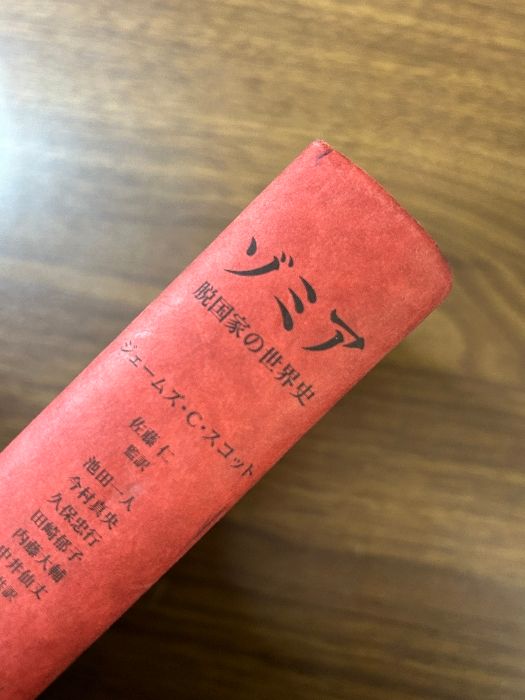 ゾミア
脱国家の世界史
ジェームズ・C・スコット
佐藤 仁
監訳
池田一人
今村真央
久保忠行
田崎郁子
内藤大輔
中井仙丈
共訳